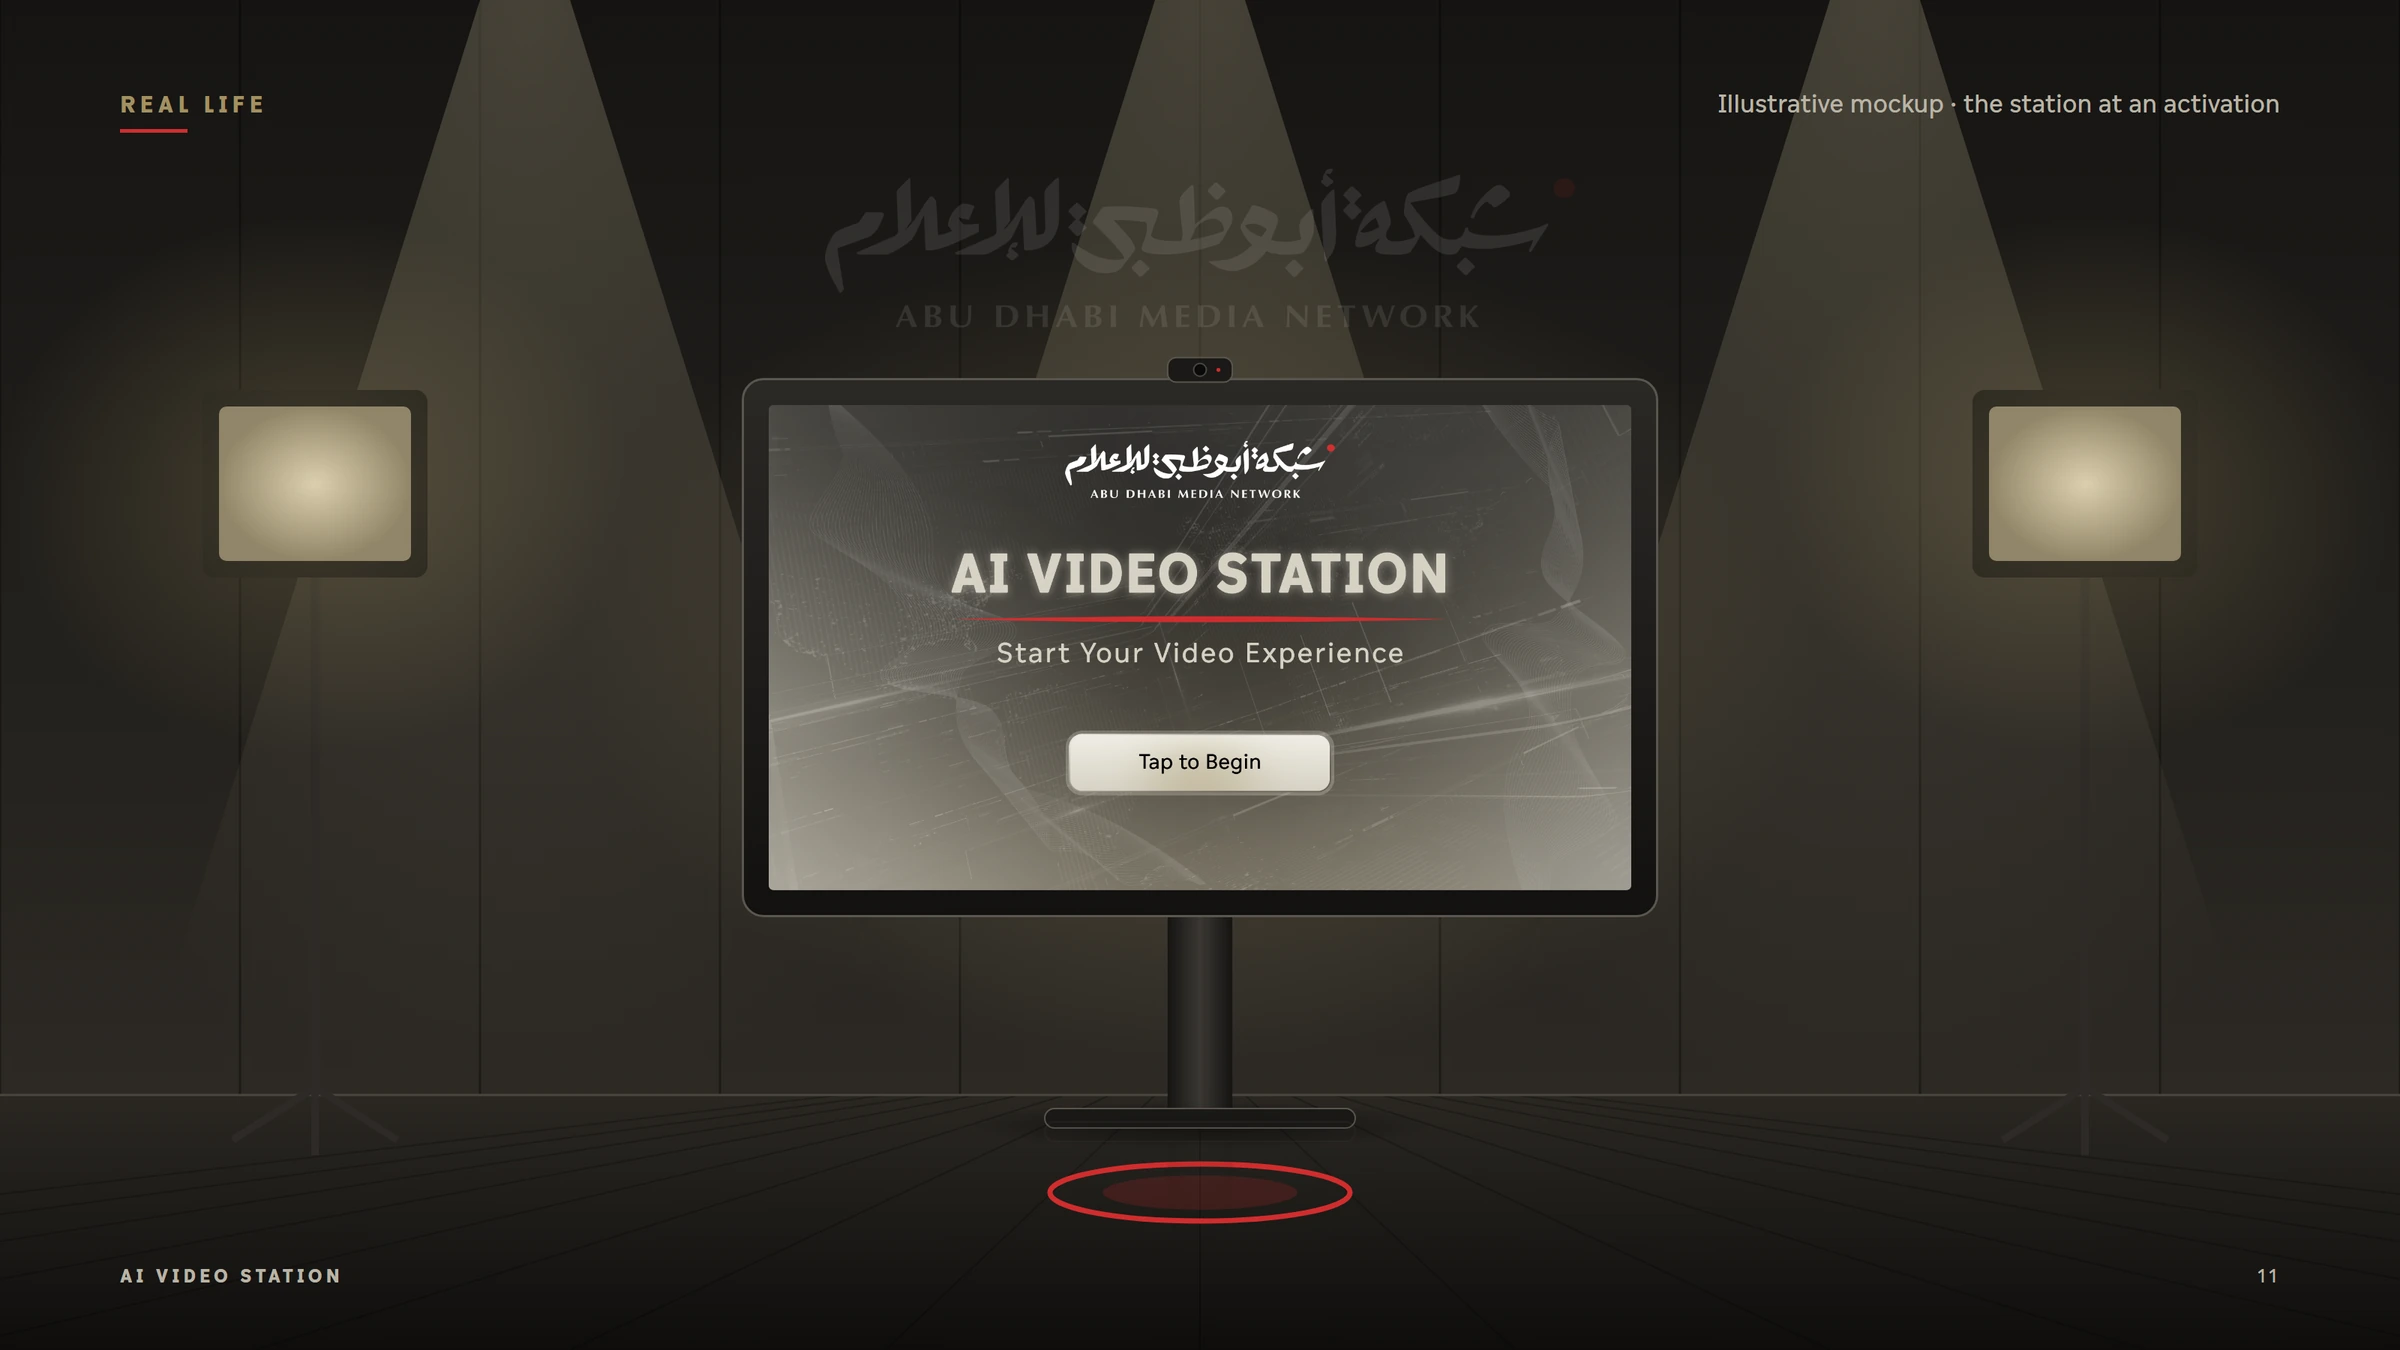 REAL LIFE
Illustrative mockup · the station at an activation
شبكة أبوظبي للإعلام
ABU DHABI MEDIA NETWORK
شبكة أبوظبي للإعلام
ABU DHABI MEDIA NETWORK
AI VIDEO STATION
Start Your Video Experience
Tap to Begin
AI VIDEO STATION
11